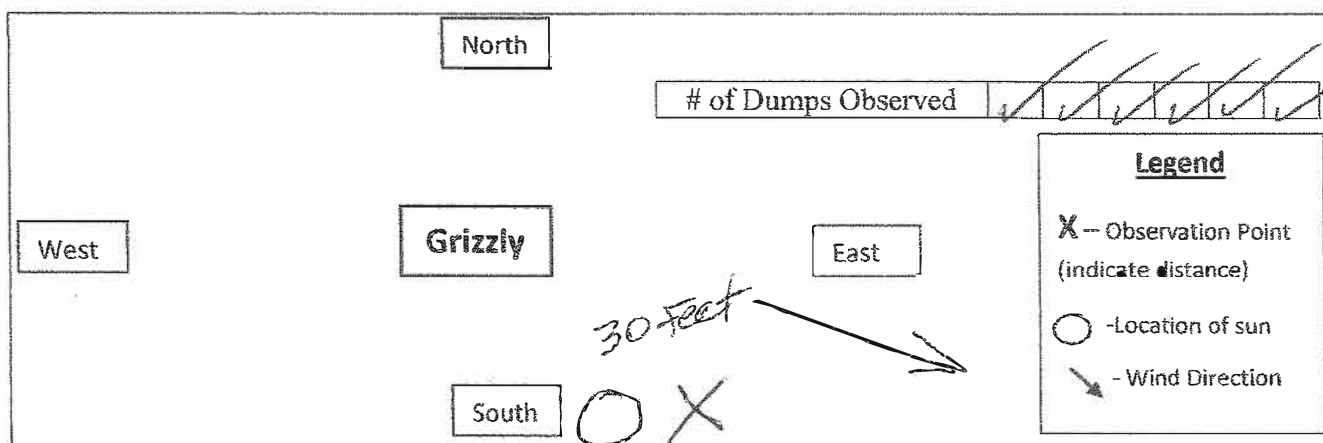 North
# of Dumps Observed ✓ ✓ ✓ ✓ ✓ ✓
Legend
X – Observation Point
(indicate distance)
-Location of sun
- Wind Direction
West
Grizzly
East
30 Feet
South X